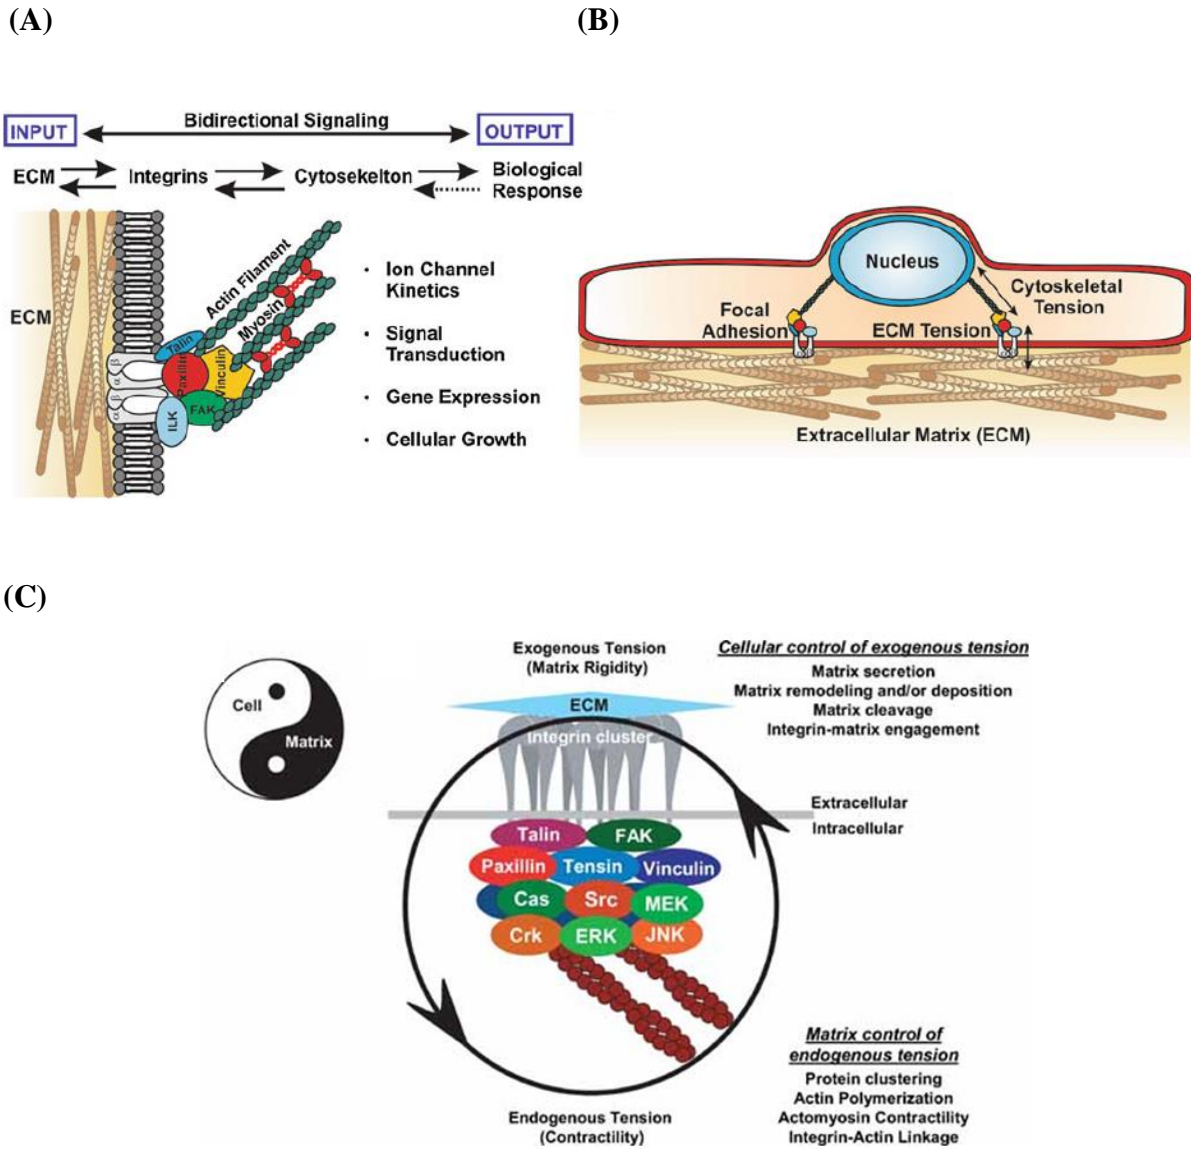 (A)
(B)
INPUT
Bidirectional Signaling
OUTPUT
ECM
Integrins
Cytosekelton
Biological
Response
ECM
Actin Filament
Myosin
Talin
Paxillin
Vinculin
FAK
ILK
α β
α β
· Ion Channel
Kinetics
· Signal
Transduction
· Gene Expression
· Cellular Growth
Nucleus
Focal
Adhesion
ECM Tension
Cytoskeletal
Tension
Extracellular Matrix (ECM)
(C)
Cell
Matrix
Exogenous Tension
(Matrix Rigidity)
ECM
Integrin cluster
Cellular control of exogenous tension
Matrix secretion
Matrix remodeling and/or deposition
Matrix cleavage
Integrin-matrix engagement
Extracellular
Intracellular
Talin FAK
Paxillin Tensin Vinculin
Cas Src MEK
Crk ERK JNK
Matrix control of
endogenous tension
Protein clustering
Actin Polymerization
Actomyosin Contractility
Integrin-Actin Linkage
Endogenous Tension
(Contractility)